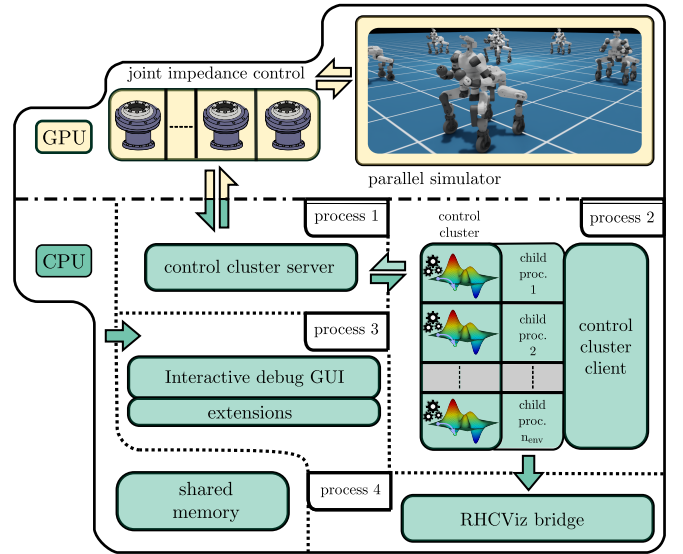 joint impedance control
GPU
parallel simulator
process 1
process 2
control
cluster
CPU
control cluster server
child
proc.
1
process 3
child
proc.
2
control
cluster
client
Interactive debug GUI
extensions
child
proc.
n_env
shared
memory
process 4
RHCViz bridge